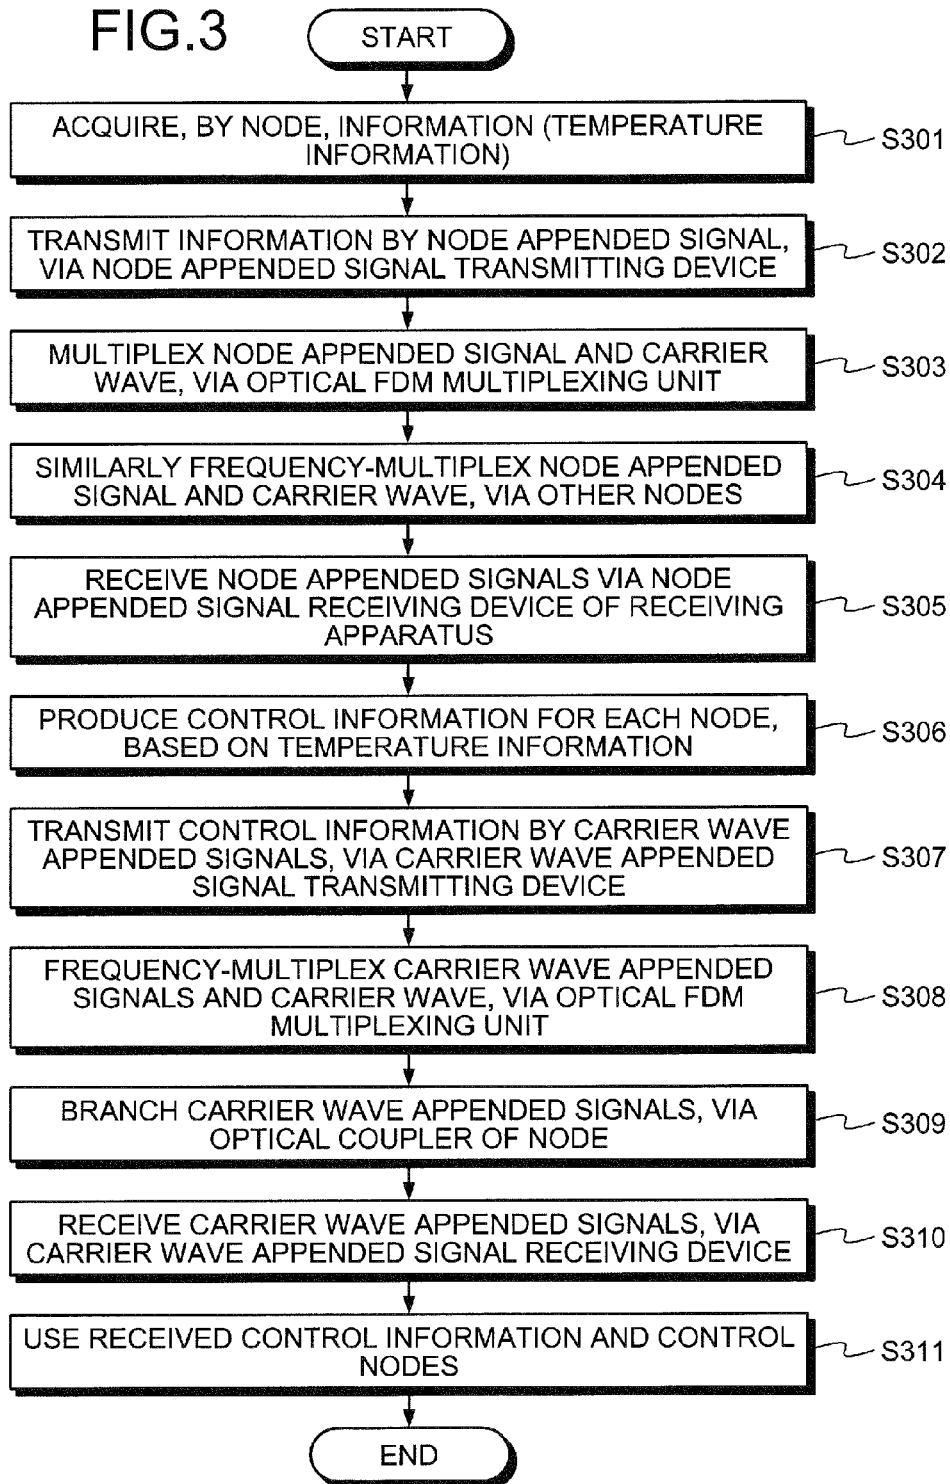 FIG.3
START
ACQUIRE, BY NODE, INFORMATION (TEMPERATURE
INFORMATION)
S301
TRANSMIT INFORMATION BY NODE APPENDED SIGNAL,
VIA NODE APPENDED SIGNAL TRANSMITTING DEVICE
S302
MULTIPLEX NODE APPENDED SIGNAL AND CARRIER
WAVE, VIA OPTICAL FDM MULTIPLEXING UNIT
S303
SIMILARLY FREQUENCY-MULTIPLEX NODE APPENDED
SIGNAL AND CARRIER WAVE, VIA OTHER NODES
S304
RECEIVE NODE APPENDED SIGNALS VIA NODE
APPENDED SIGNAL RECEIVING DEVICE OF RECEIVING
APPARATUS
S305
PRODUCE CONTROL INFORMATION FOR EACH NODE,
BASED ON TEMPERATURE INFORMATION
S306
TRANSMIT CONTROL INFORMATION BY CARRIER WAVE
APPENDED SIGNALS, VIA CARRIER WAVE APPENDED
SIGNAL TRANSMITTING DEVICE
S307
FREQUENCY-MULTIPLEX CARRIER WAVE APPENDED
SIGNALS AND CARRIER WAVE, VIA OPTICAL FDM
MULTIPLEXING UNIT
S308
BRANCH CARRIER WAVE APPENDED SIGNALS, VIA
OPTICAL COUPLER OF NODE
S309
RECEIVE CARRIER WAVE APPENDED SIGNALS, VIA
CARRIER WAVE APPENDED SIGNAL RECEIVING DEVICE
S310
USE RECEIVED CONTROL INFORMATION AND CONTROL
NODES
S311
END